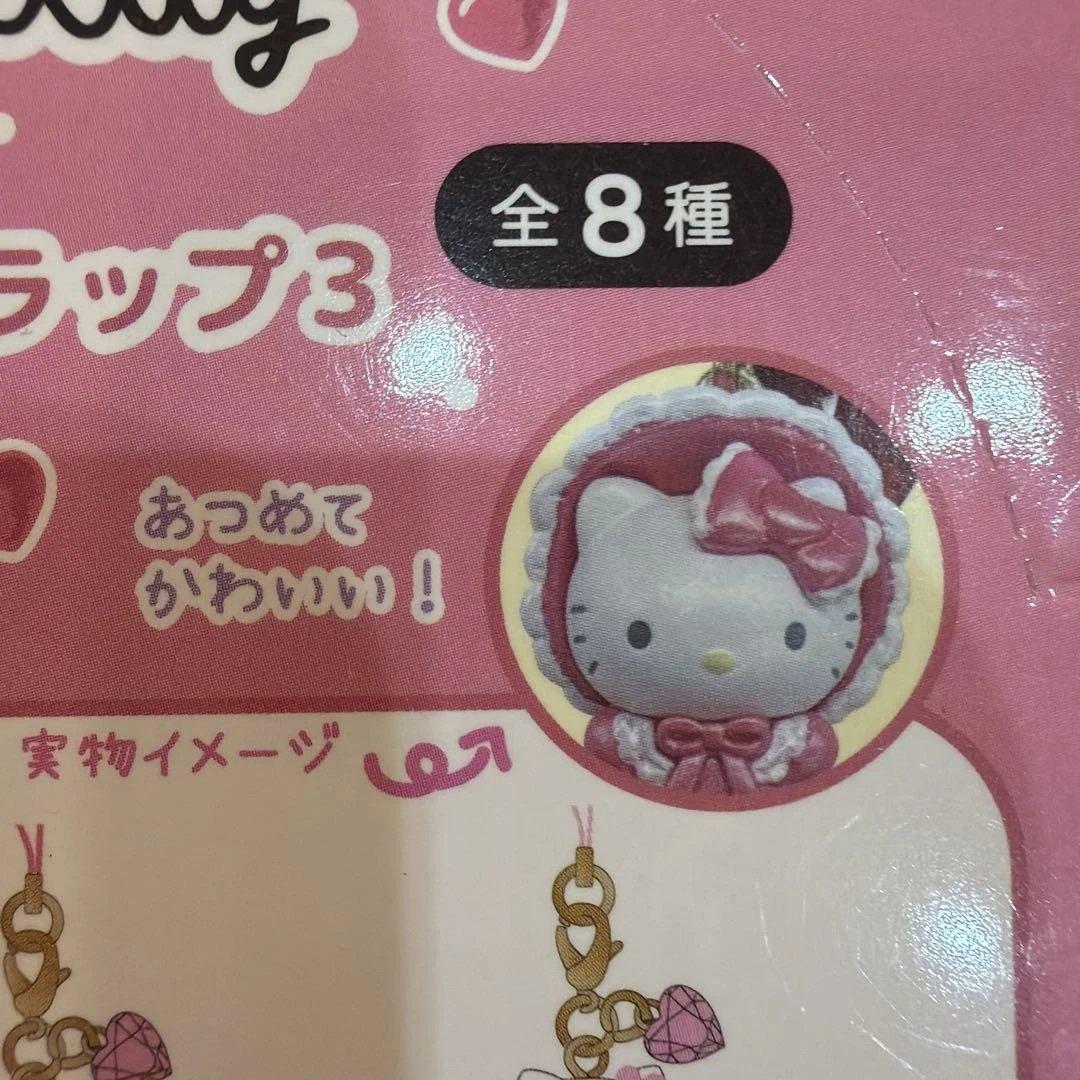 全8種
ラップ3
あつめて
かわいい!
実物イメージ